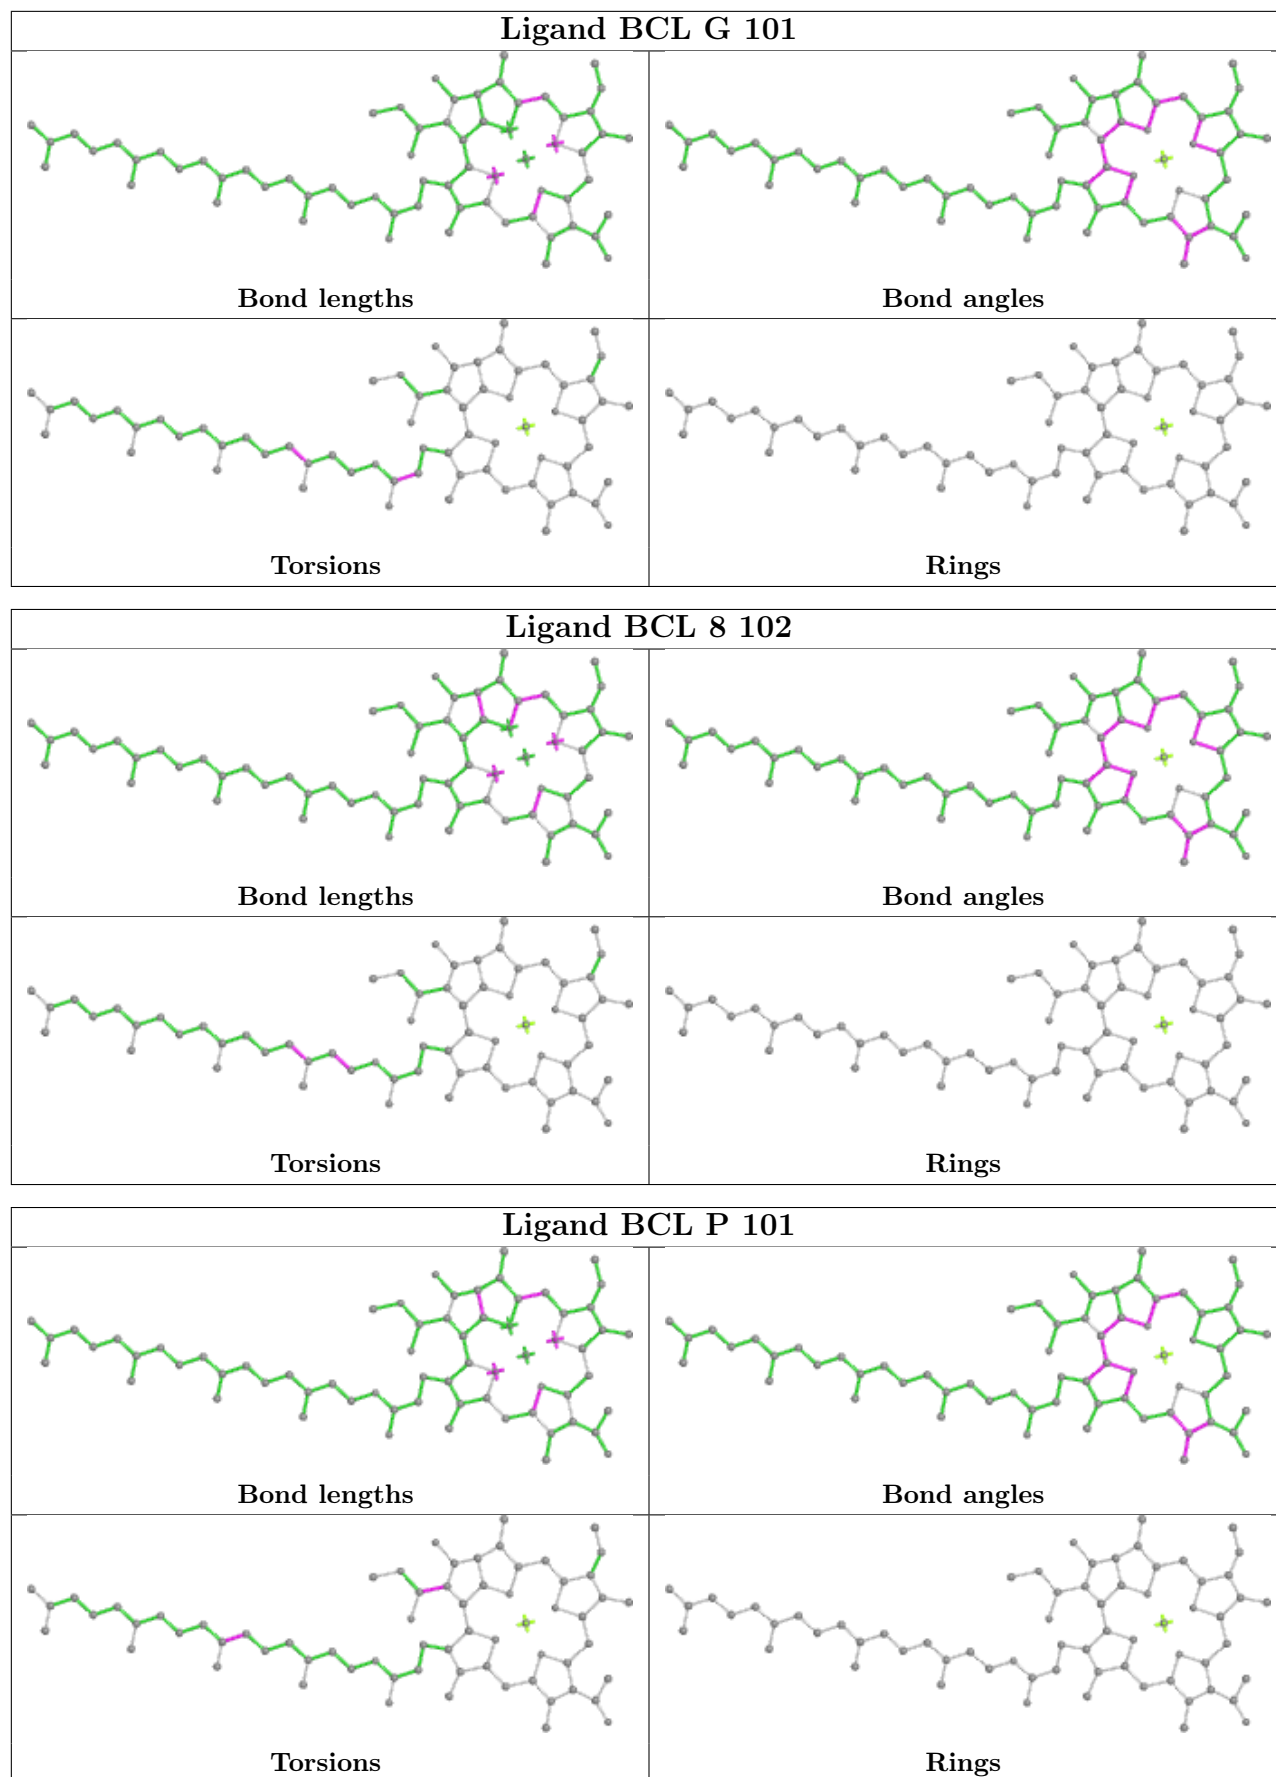 Ligand BCL G 101
Bond lengths
Bond angles
Torsions
Rings
Ligand BCL 8 102
Bond lengths
Bond angles
Torsions
Rings
Ligand BCL P 101
Bond lengths
Bond angles
Torsions
Rings